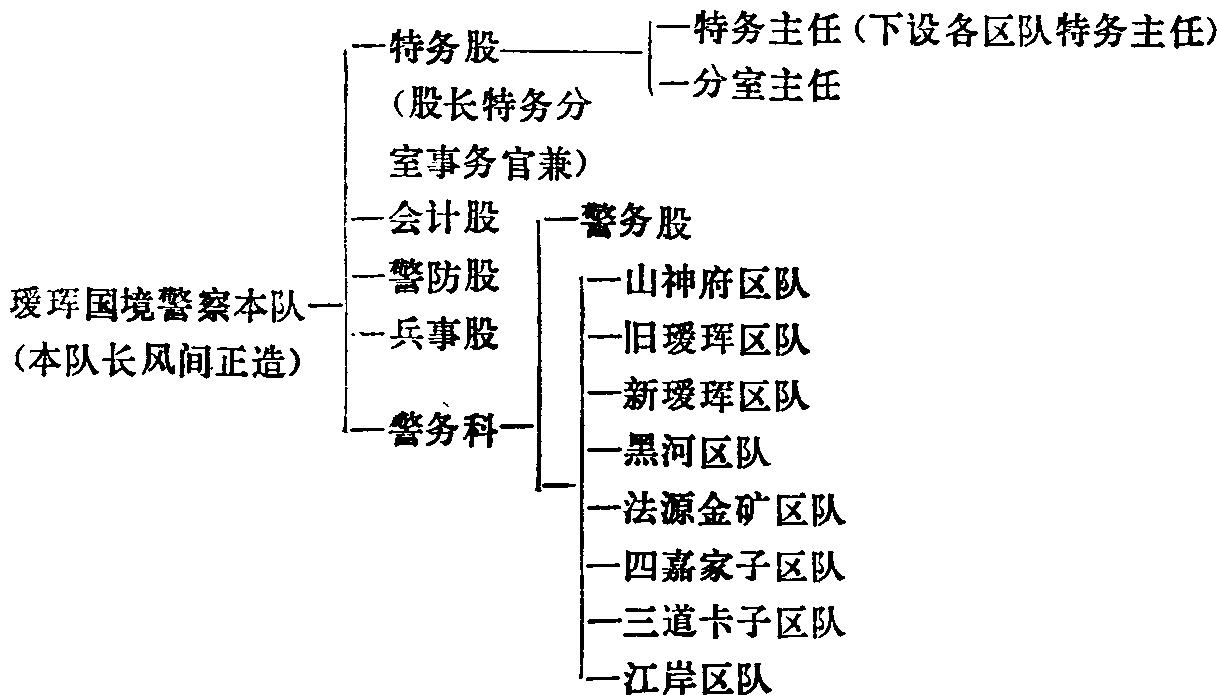 瑷珲国境警察本队
(本队长风间正造)
特务股
(股长特务分
室事务官兼)
特务主任(下设各区队特务主任)
分室主任
会计股
警防股
兵事股
警务科
警务股
山神府区队
旧瑷珲区队
新瑷珲区队
黑河区队
法源金矿区队
四嘉家子区队
三道卡子区队
江岸区队